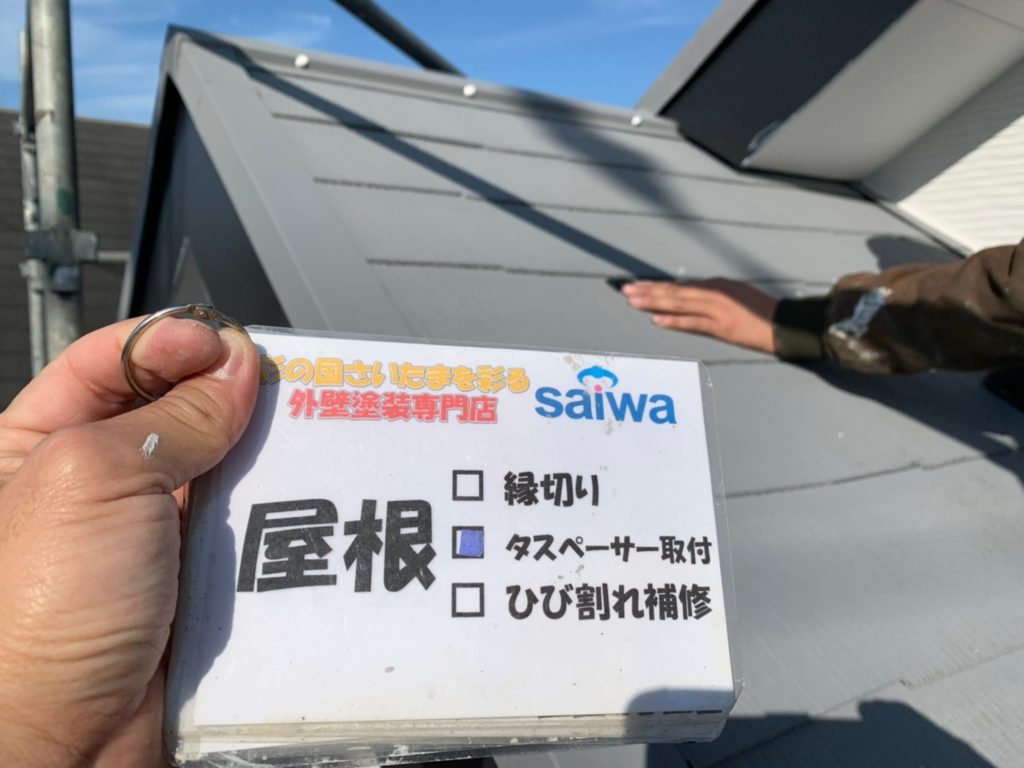 彩の国さいたまを彩る
外壁塗装専門店
saiwa
屋根
縁切り
タスペーサー取付
ひび割れ補修